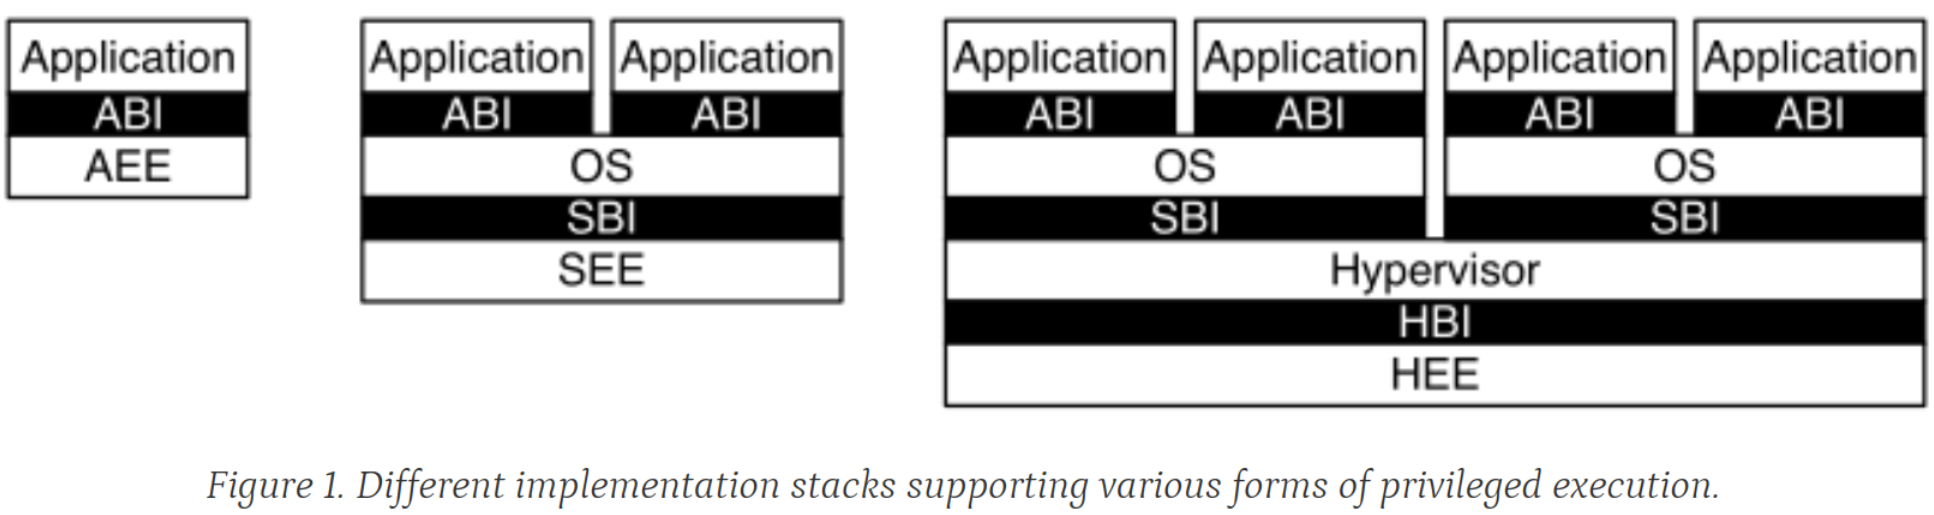 Application Application Application Application Application Application Application
ABI ABI ABI ABI ABI ABI ABI
AEE OS OS OS
SBI SBI SBI
SEE Hypervisor
HBI
HEE
Figure 1. Different implementation stacks supporting various forms of privileged execution.